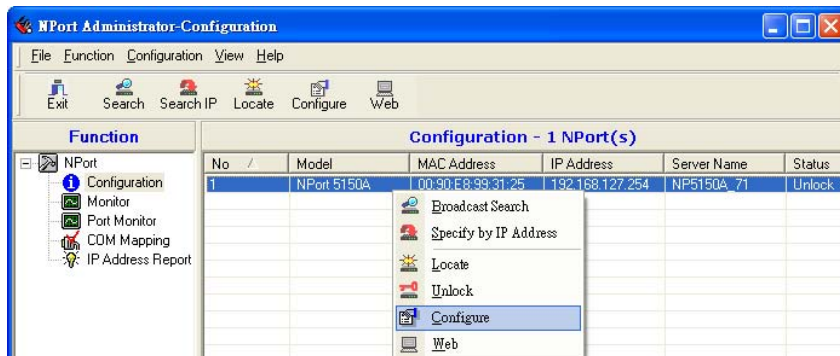 NPort Administrator-Configuration
File Function Configuration View Help
Exit Search Search IP Locate Configure Web
Function
Configuration - 1 NPort(s)
NPort
Configuration
Monitor
Port Monitor
COM Mapping
IP Address Report
No Model MAC Address IP Address Server Name Status
1 NPort 5150A 00:90:E8:99:31:25 192.168.127.254 NP5150A_71 Unlock
Broadcast Search
Specify by IP Address
Locate
Unlock
Configure
Web